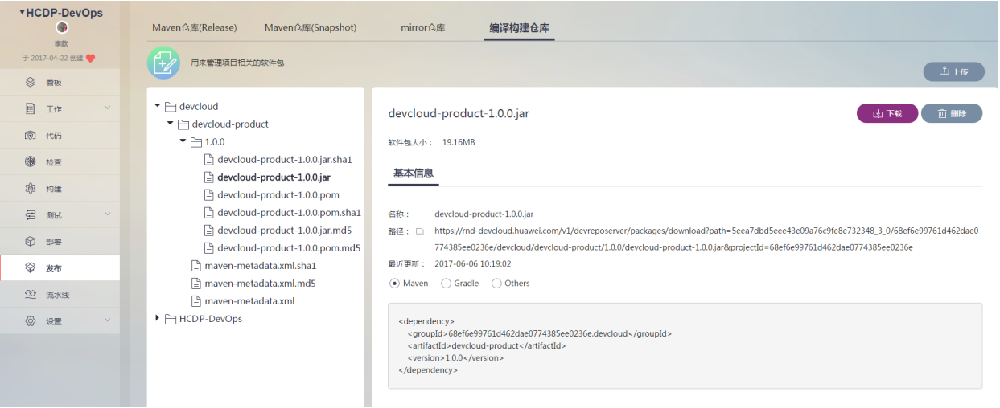 ▼HCDP-DevOps
李款
于 2017-04-22 创建
看板
工作
代码
检查
构建
测试
部署
发布
流水线
设置
Maven仓库(Release) Maven仓库(Snapshot) mirror仓库 编译构建仓库
用来管理项目相关的软件包
上传
devcloud
devcloud-product
1.0.0
devcloud-product-1.0.0.jar.sha1
devcloud-product-1.0.0.jar
devcloud-product-1.0.0.pom
devcloud-product-1.0.0.pom.sha1
devcloud-product-1.0.0.jar.md5
devcloud-product-1.0.0.pom.md5
maven-metadata.xml.sha1
maven-metadata.xml.md5
maven-metadata.xml
HCDP-DevOps
devcloud-product-1.0.0.jar
下载 删除
软件包大小： 19.16MB
基本信息
名称： devcloud-product-1.0.0.jar
路径： https://rnd-devcloud.huawei.com/v1/devreposerver/packages/download?path=5eea7dbd5eee43e09a76c9fe8e732348_3_0/68ef6e99761d462dae0
774385ee0236e/devcloud/devcloud-product/1.0.0/devcloud-product-1.0.0.jar&projectId=68ef6e99761d462dae0774385ee0236e
最近更新： 2017-06-06 10:19:02
Maven Gradle Others
<dependency>
<groupId>68ef6e99761d462dae0774385ee0236e.devcloud</groupId>
<artifactId>devcloud-product</artifactId>
<version>1.0.0</version>
</dependency>